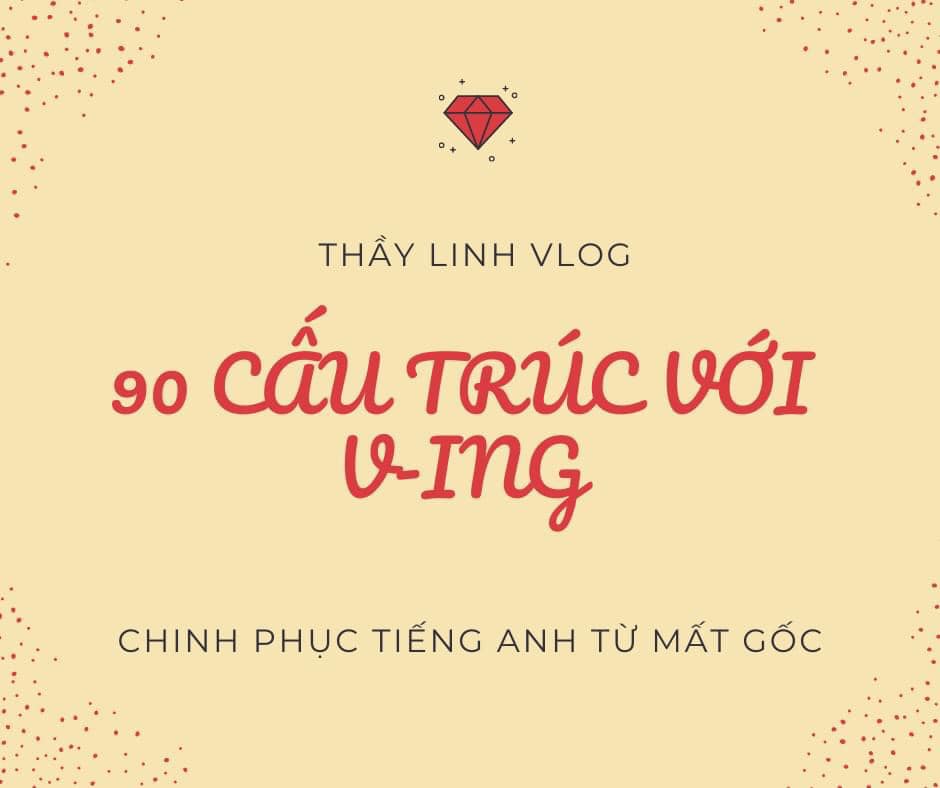 THẦY LINH VLOG
90 CẤU TRÚC VỚI
V-ING
CHINH PHỤC TIẾNG ANH TỪ MẤT GỐC